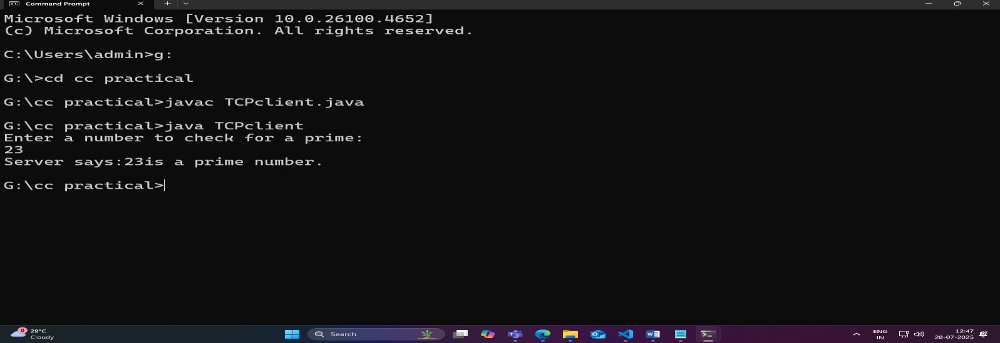 Command Prompt
Microsoft Windows [Version 10.0.26100.4652]
(c) Microsoft Corporation. All rights reserved.
C:\Users\admin>g:
G:\>cd cc practical
G:\cc practical>javac TCPclient.java
G:\cc practical>java TCPclient
Enter a number to check for a prime:
23
Server says:23is a prime number.
G:\cc practical>
8
29°C
Cloudy
Search
ENG
IN
12:47
28-07-2025